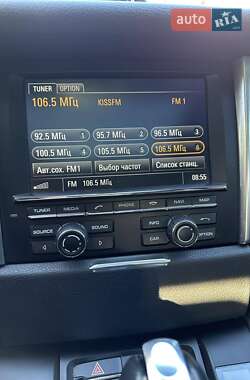 auto RIA
TUNER OPTION
106.5 МГц KISSFM FM 1
92.5 МГц 1 95.7 МГц 2 96.5 МГц 3
100.5 МГц 4 105.5 МГц 5 106.5 МГц 6
Авт.сох. FM1 Выбор частот Список станц.
FM 106.5 МГц 08:55
TUNER MEDIA PHONE NAVI MAP
SOURCE SOUND INFO
CAR OPTION